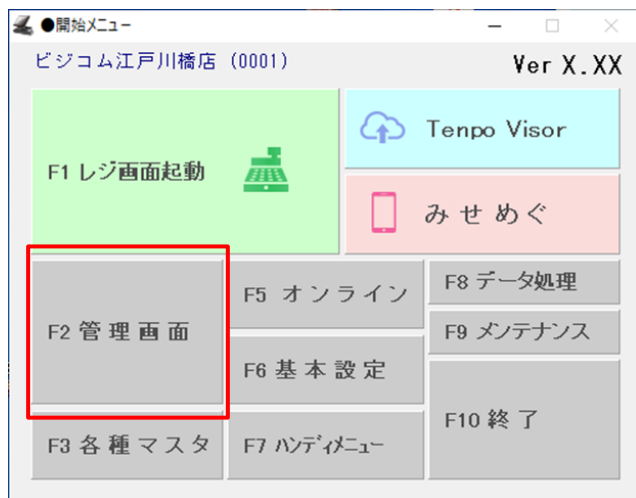 ●開始ﾒﾆｭｰ
ビジコム江戸川橋店 (0001)
Ver X.XX
F1 レジ画面起動
Tenpo Visor
みせめぐ
F2 管理画面
F5 オンライン
F8 データ処理
F9 メンテナンス
F6 基本設定
F10 終了
F3 各種マスタ
F7 ﾊﾝﾃﾞｨﾒﾆｭｰ